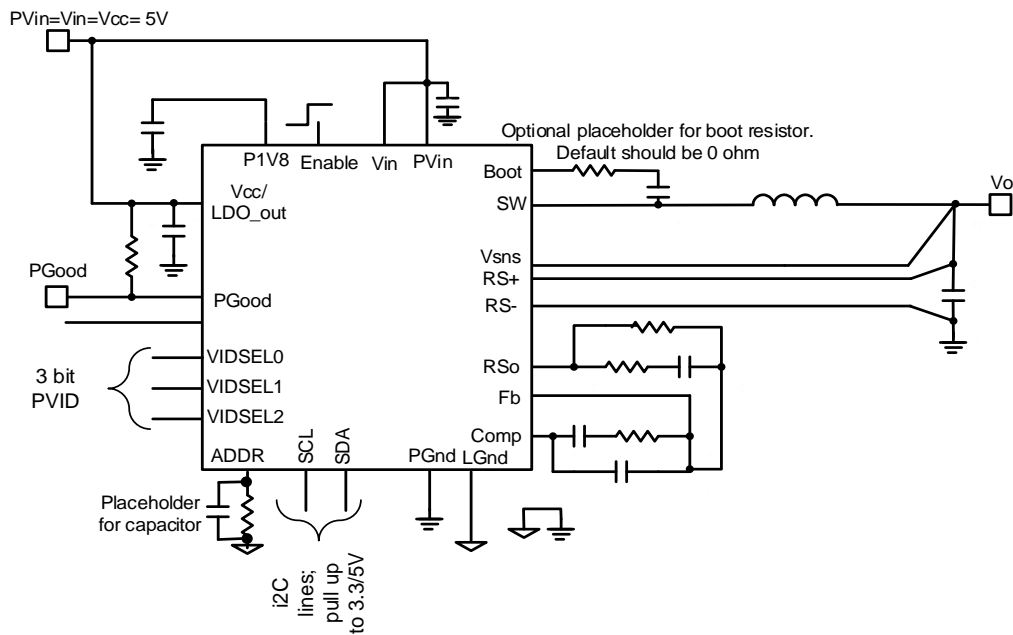 PVin=Vin=Vcc= 5V
Optional placeholder for boot resistor.
Default should be 0 ohm
P1V8
Enable
Vin
PVin
Boot
Vcc/
LDO_out
SW
Vo
Vsns
RS+
PGood
PGood
RS-
VIDSEL0
3 bit
PVID
VIDSEL1
VIDSEL2
RSo
Fb
Comp
ADDR
SCL
SDA
PGnd
LGnd
Placeholder
for capacitor
i2C
lines;
pull up
to 3.3/5V